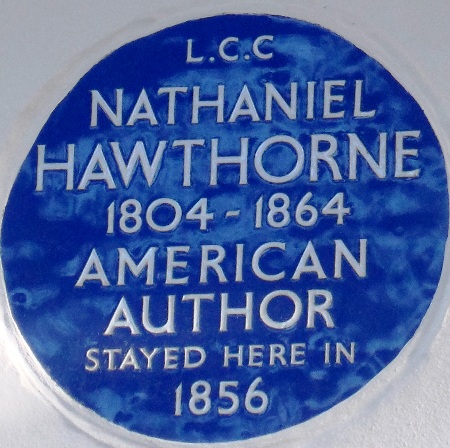 L.C.C
NATHANIEL
HAWTHORNE
1804 - 1864
AMERICAN
AUTHOR
STAYED HERE IN
1856